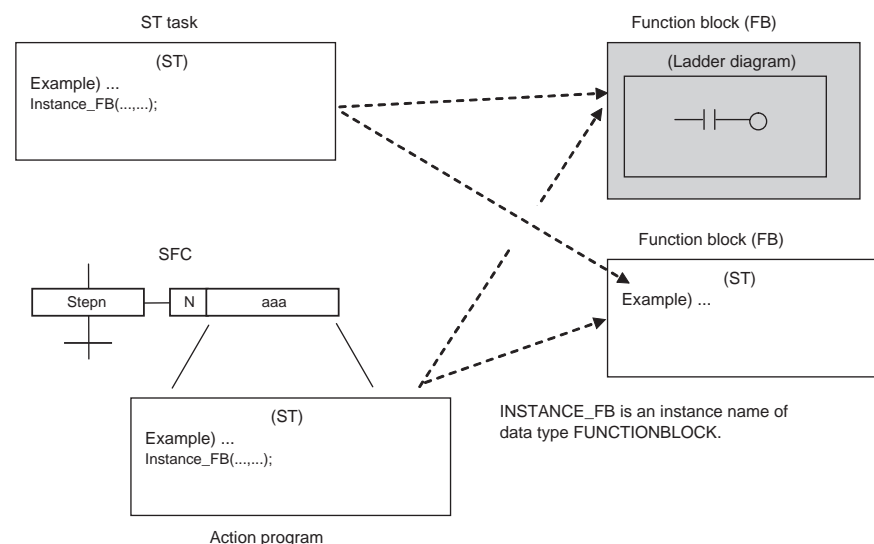 ST task
(ST)
Example) ...
Instance_FB(...,...);
Function block (FB)
(Ladder diagram)
Function block (FB)
(ST)
Example) ...
SFC
Stepn
N
aaa
(ST)
Example) ...
Instance_FB(...,...);
Action program
INSTANCE_FB is an instance name of
data type FUNCTIONBLOCK.